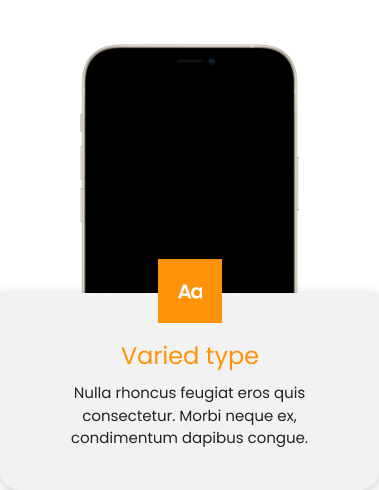 Aa
Varied type
Nulla rhoncus feugiat eros quis
consectetur. Morbi neque ex,
condimentum dapibus congue.